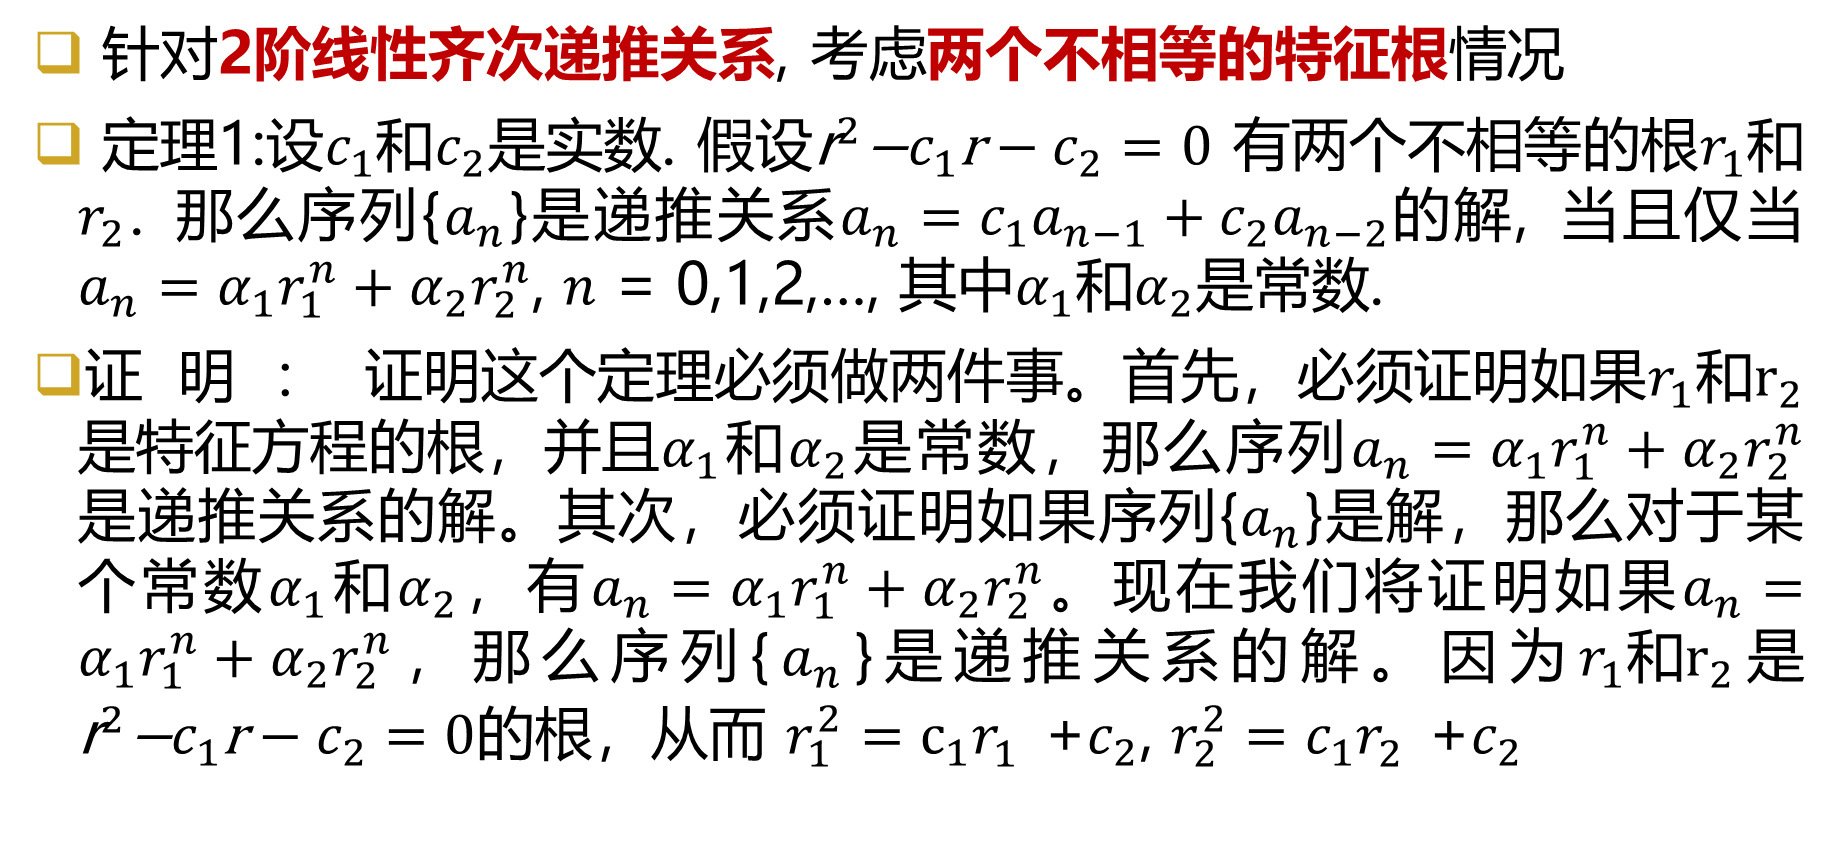 针对2阶线性齐次递推关系, 考虑两个不相等的特征根情况
定理1:设c₁和c₂是实数. 假设r² −c₁r − c₂ = 0 有两个不相等的根r₁和
r₂. 那么序列{aₙ}是递推关系aₙ = c₁aₙ₋₁ + c₂aₙ₋₂的解, 当且仅当
aₙ = α₁r₁ⁿ + α₂r₂ⁿ, n = 0,1,2,…, 其中α₁和α₂是常数.
证明： 证明这个定理必须做两件事。首先，必须证明如果r₁和r₂
是特征方程的根，并且α₁和α₂是常数，那么序列aₙ = α₁r₁ⁿ + α₂r₂ⁿ
是递推关系的解。其次，必须证明如果序列{aₙ}是解，那么对于某
个常数α₁和α₂，有aₙ = α₁r₁ⁿ + α₂r₂ⁿ。现在我们将证明如果aₙ =
α₁r₁ⁿ + α₂r₂ⁿ，那么序列{aₙ}是递推关系的解。因为r₁和r₂是
r² −c₁r − c₂ = 0的根，从而 r₁² = c₁r₁ +c₂, r₂² = c₁r₂ +c₂